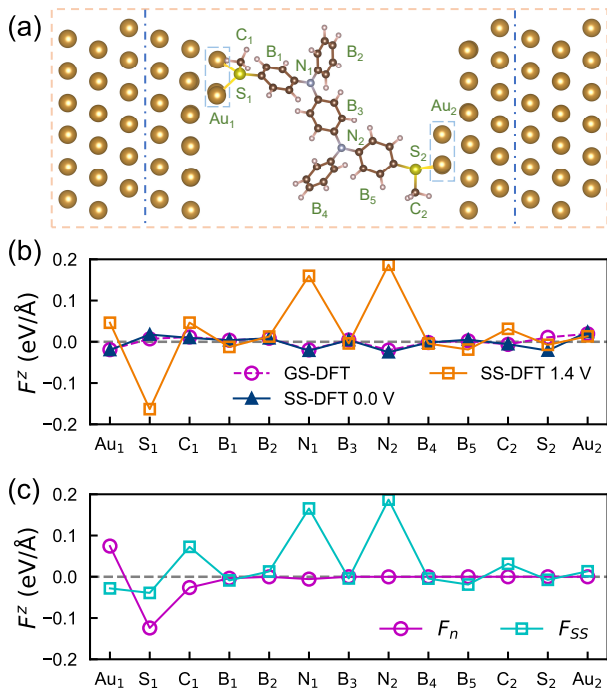 (a)
C₁
B₁
B₂
N₁
S₁
Au₁
B₃
Au₂
N₂
S₂
B₄
B₅
C₂
(b)
0.2
0.1
0.0
−0.1
−0.2
Fᶻ (eV/Å)
GS-DFT
SS-DFT 1.4 V
SS-DFT 0.0 V
Au₁ S₁ C₁ B₁ B₂ N₁ B₃ N₂ B₄ B₅ C₂ S₂ Au₂
(c)
0.2
0.1
0.0
−0.1
−0.2
Fᶻ (eV/Å)
Fₙ
F_SS
Au₁ S₁ C₁ B₁ B₂ N₁ B₃ N₂ B₄ B₅ C₂ S₂ Au₂